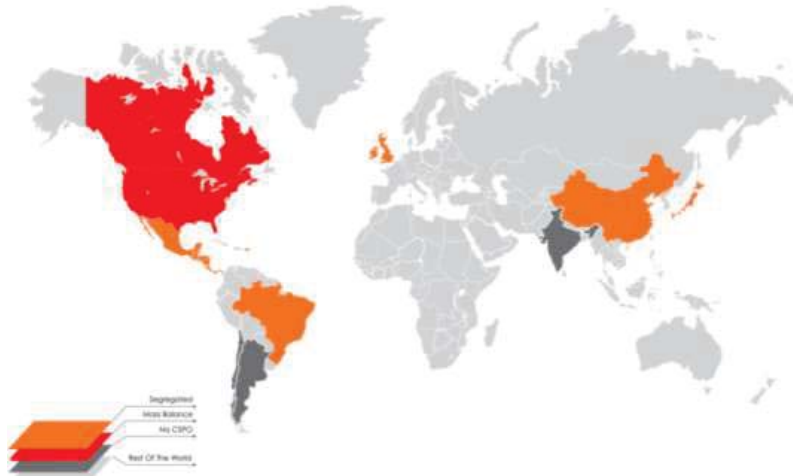 Segregated
Mass Balance
No CSPO
Rest Of The World